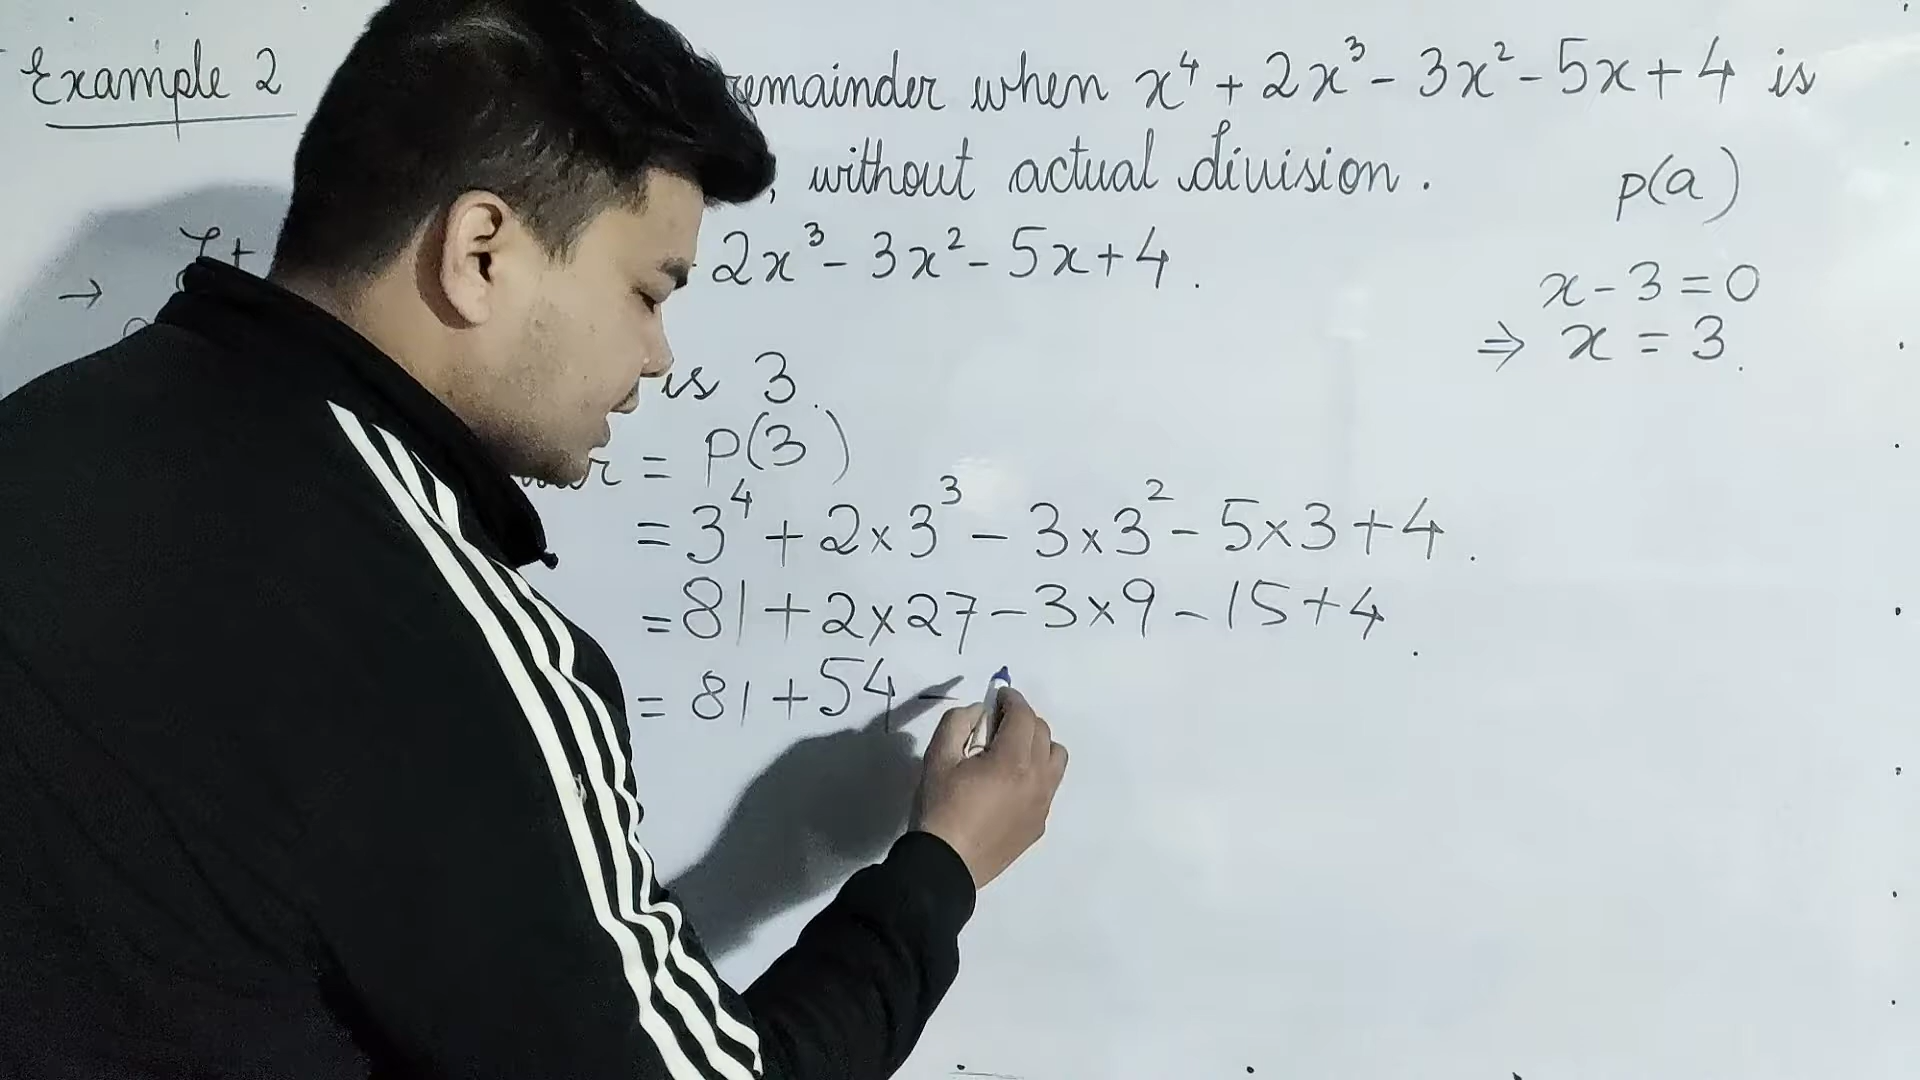 Example 2 remainder when x⁴ + 2x³ - 3x² - 5x + 4 is
, without actual division.
p(a)
→ 2x³ - 3x² - 5x + 4.
x - 3 = 0
⇒ x = 3.
is 3.
= p(3)
= 3⁴ + 2×3³ - 3×3² - 5×3 + 4.
= 81 + 2×27 - 3×9 - 15 + 4.
= 81 + 54 -